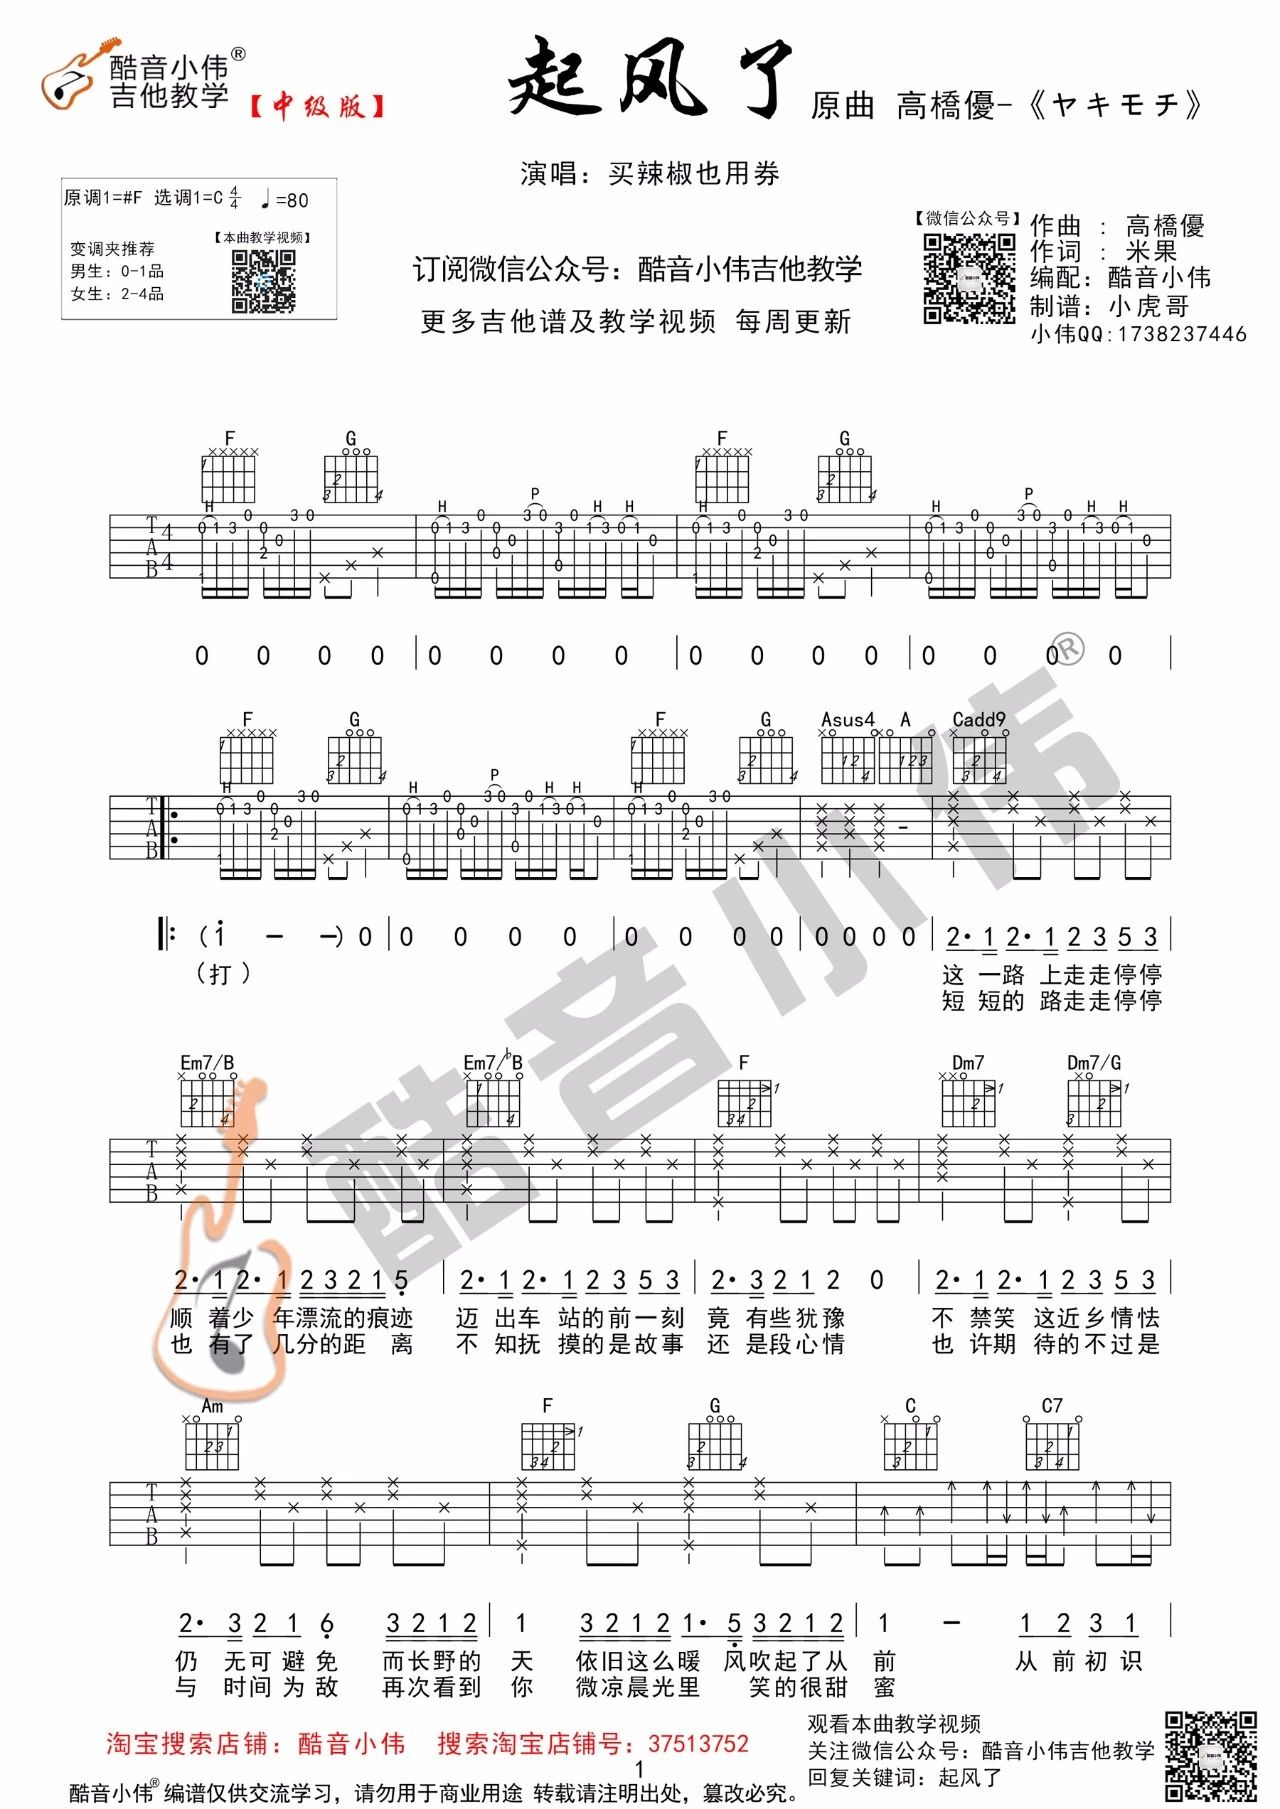 酷音小伟®
吉他教学
【中级版】
起风了
原曲 高橋優-《ヤキモチ》
演唱：买辣椒也用券
原调1=#F 选调1=C 4/4 ♩=80
变调夹推荐
男生：0-1品
女生：2-4品
【本曲教学视频】
订阅微信公众号：酷音小伟吉他教学
更多吉他谱及教学视频 每周更新
【微信公众号】
作曲 ： 高橋優
作词 ： 米果
编配：酷音小伟
制谱：小虎哥
小伟QQ:1738237446
F G F G
H H P H H H H P H H
T A B 4/4
0 0 0 0 | 0 0 0 0 | 0 0 0 0 | 0 0 0 0
F G F G Asus4 A Cadd9
H H P H H H
T A B
(i - -) 0 | 0 0 0 0 | 0 0 0 0 | 0 0 0 0 | 2· 1 2· 1 2 3 5 3
（打） 这 一路 上走走停停
短 短的 路走走停停
Em7/B Em7/♭B F Dm7 Dm7/G
T A B
2· 1 2· 1 2 3 2 1 5 | 2· 1 2· 1 2 3 5 3 | 2· 3 2 1 2 0 | 2· 1 2· 1 2 3 5 3
顺 着少 年漂流的痕迹 迈 出车 站的前一刻 竟 有些犹豫 不 禁笑 这近乡情怯
也 有了 几分的距 离 不 知抚 摸的是故事 还 是段心情 也 许期 待的不过是
Am F G C C7
T A B
2· 3 2 1 6 3 2 1 2 | 1 3 2 1 2 1· 5 3 2 1 2 | 1 - 1 2 3 1
仍 无可 避 免 而长野的 天 依旧这么暖 风吹起了从 前 从 前 初 识
与 时间 为 敌 再次看到 你 微凉晨光里 笑的很甜 蜜
酷音小伟®
淘宝搜索店铺：酷音小伟 搜索淘宝店铺号：37513752
1
酷音小伟® 编谱仅供交流学习，请勿用于商业用途 转载请注明出处，篡改必究。
观看本曲教学视频
关注微信公众号：酷音小伟吉他教学
回复关键词：起风了